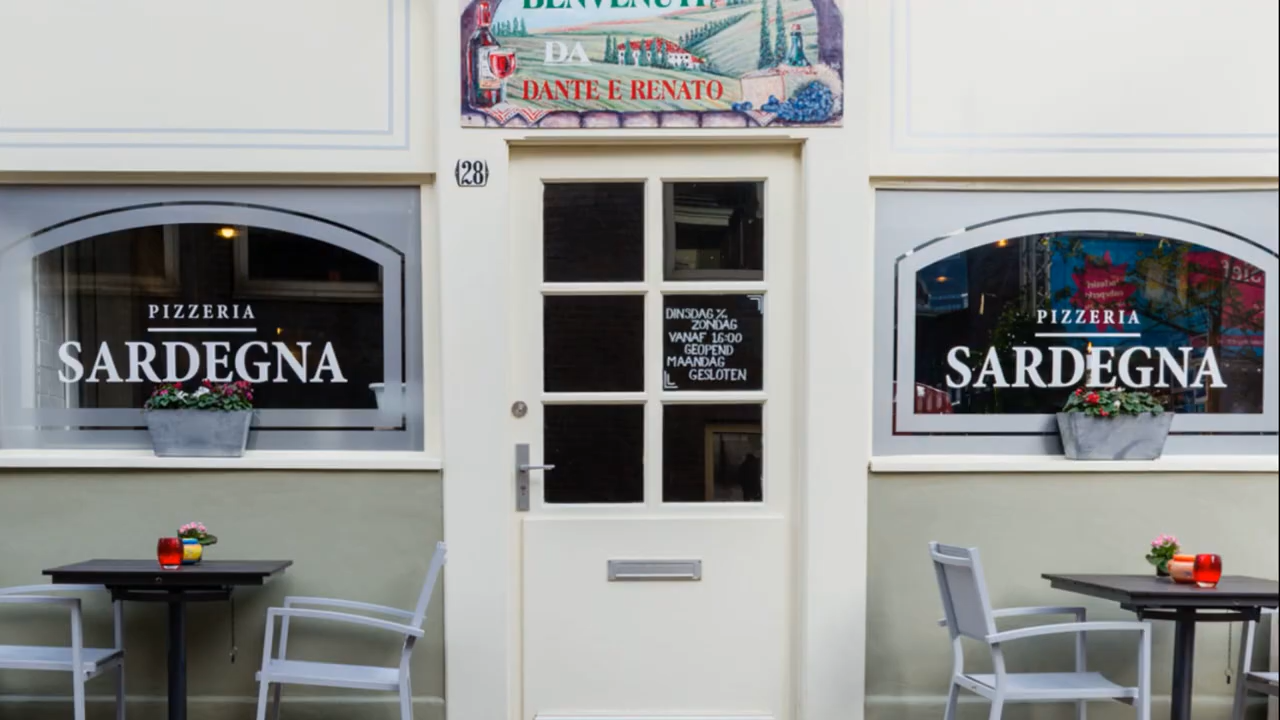 BENVENUTI
DA
DANTE E RENATO
(28)
PIZZERIA
SARDEGNA
DINSDAG %
ZONDAG
VANAF 16:00
GEOPEND
MAANDAG
GESLOTEN
PIZZERIA
SARDEGNA